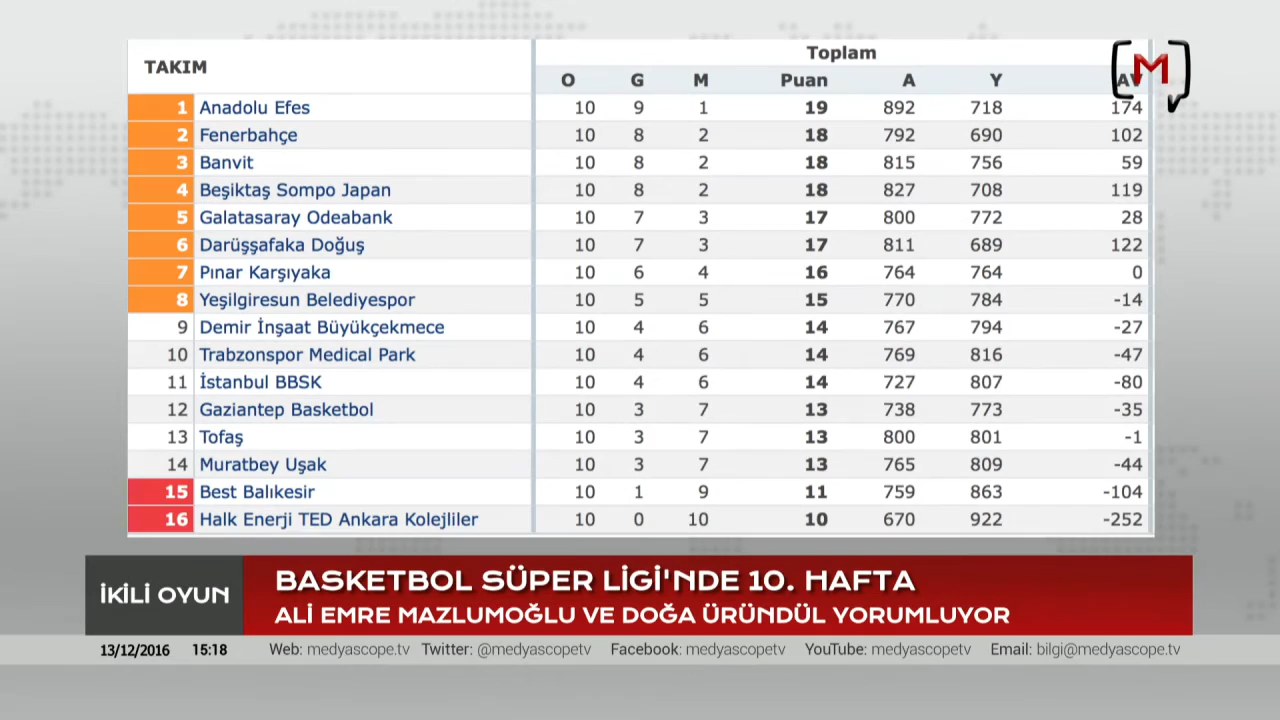 TAKIM Toplam
O G M Puan A Y AV
1 Anadolu Efes 10 9 1 19 892 718 174
2 Fenerbahçe 10 8 2 18 792 690 102
3 Banvit 10 8 2 18 815 756 59
4 Beşiktaş Sompo Japan 10 8 2 18 827 708 119
5 Galatasaray Odeabank 10 7 3 17 800 772 28
6 Darüşşafaka Doğuş 10 7 3 17 811 689 122
7 Pınar Karşıyaka 10 6 4 16 764 764 0
8 Yeşilgiresun Belediyespor 10 5 5 15 770 784 -14
9 Demir İnşaat Büyükçekmece 10 4 6 14 767 794 -27
10 Trabzonspor Medical Park 10 4 6 14 769 816 -47
11 İstanbul BBSK 10 4 6 14 727 807 -80
12 Gaziantep Basketbol 10 3 7 13 738 773 -35
13 Tofaş 10 3 7 13 800 801 -1
14 Muratbey Uşak 10 3 7 13 765 809 -44
15 Best Balıkesir 10 1 9 11 759 863 -104
16 Halk Enerji TED Ankara Kolejliler 10 0 10 10 670 922 -252
M
İKİLİ OYUN
BASKETBOL SÜPER LİGİ'NDE 10. HAFTA
ALİ EMRE MAZLUMOĞLU VE DOĞA ÜRÜNDÜL YORUMLUYOR
13/12/2016 15:18 Web: medyascope.tv Twitter: @medyascopetv Facebook: medyascopetv YouTube: medyascopetv Email: bilgi@medyascope.tv